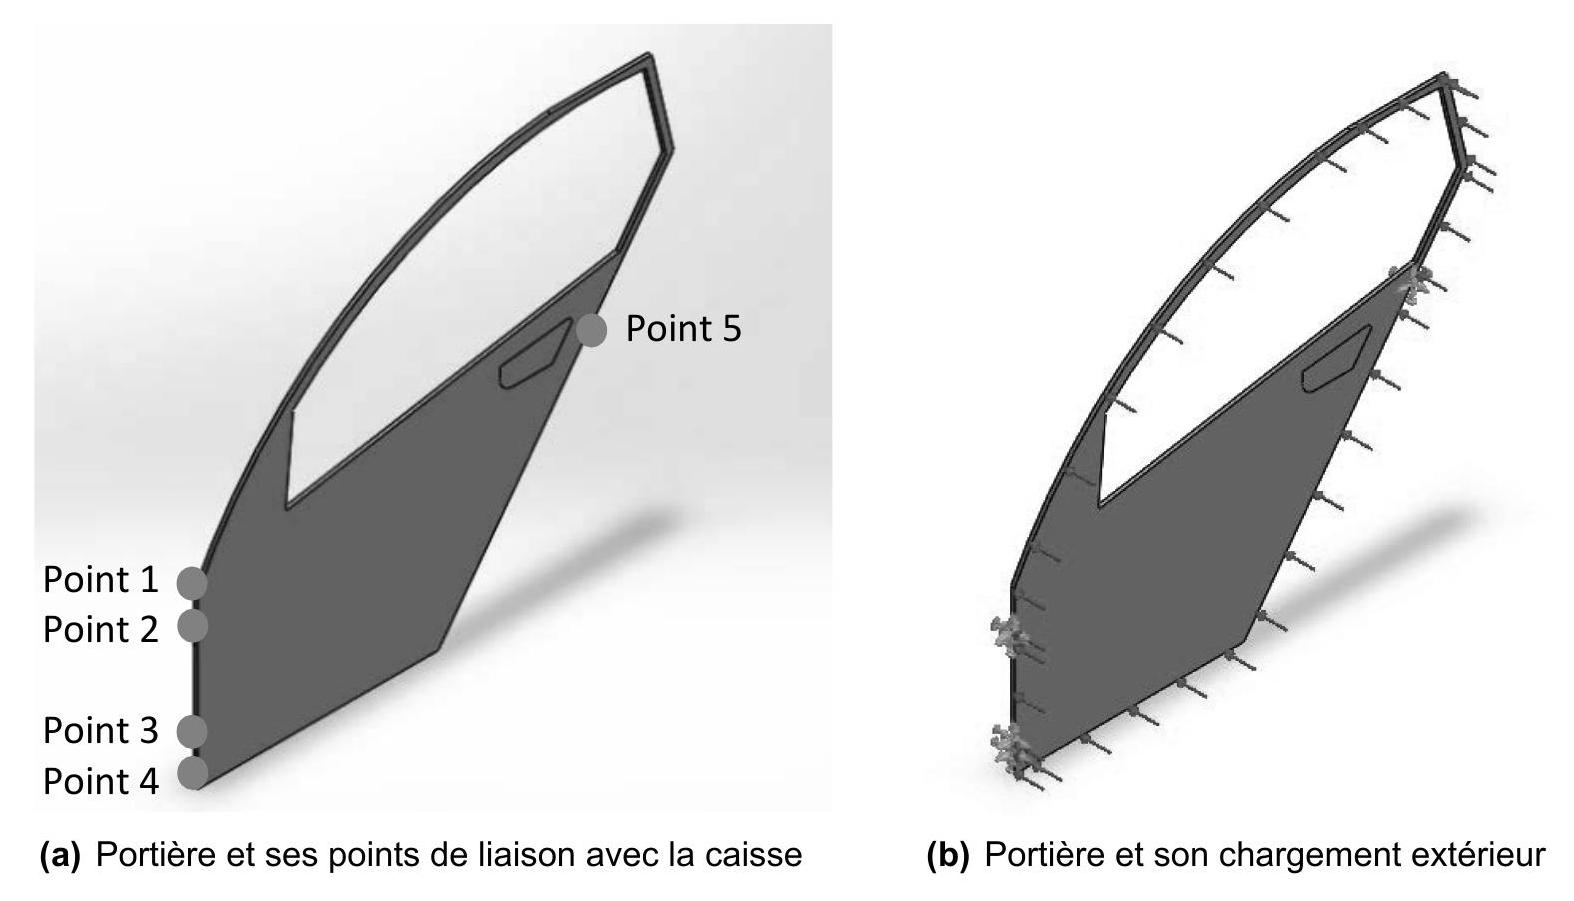 Point 5
Point 1
Point 2
Point 3
Point 4
(a) Portière et ses points de liaison avec la caisse
(b) Portière et son chargement extérieur